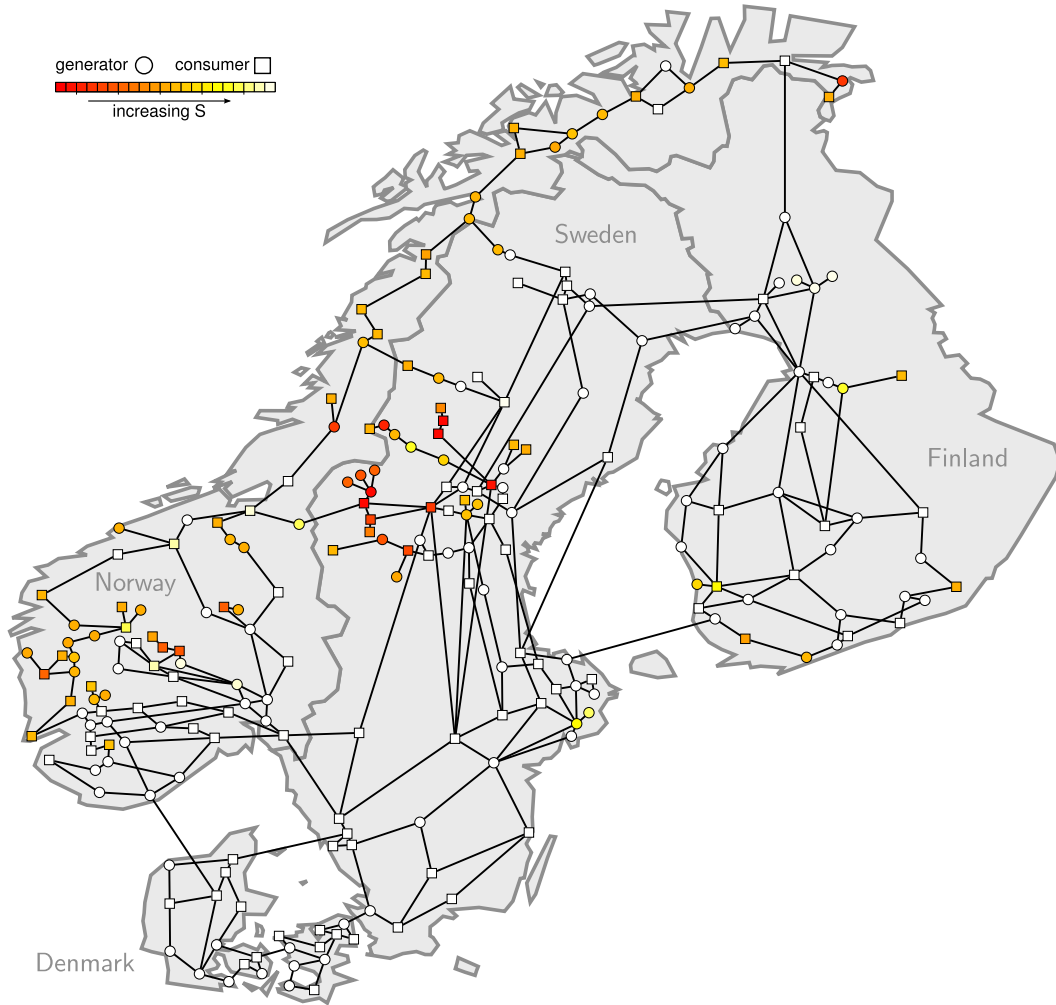 generator consumer
increasing S
Sweden
Finland
Norway
Denmark